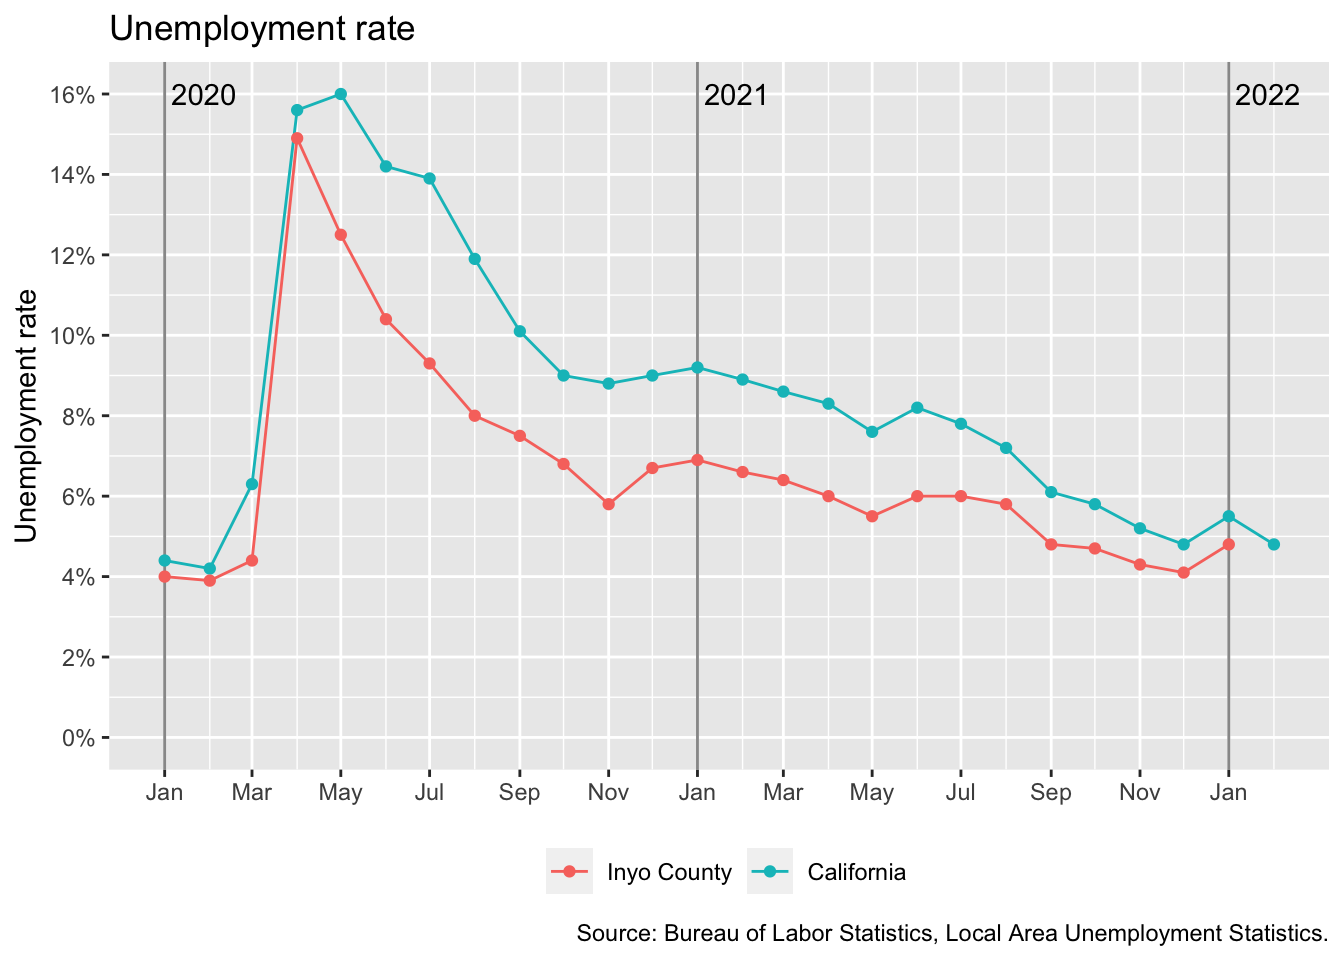 Unemployment rate
2020 2021 2022
16%
14%
12%
10%
8%
6%
4%
2%
0%
Unemployment rate
Jan Mar May Jul Sep Nov Jan Mar May Jul Sep Nov Jan
Inyo County California
Source: Bureau of Labor Statistics, Local Area Unemployment Statistics.